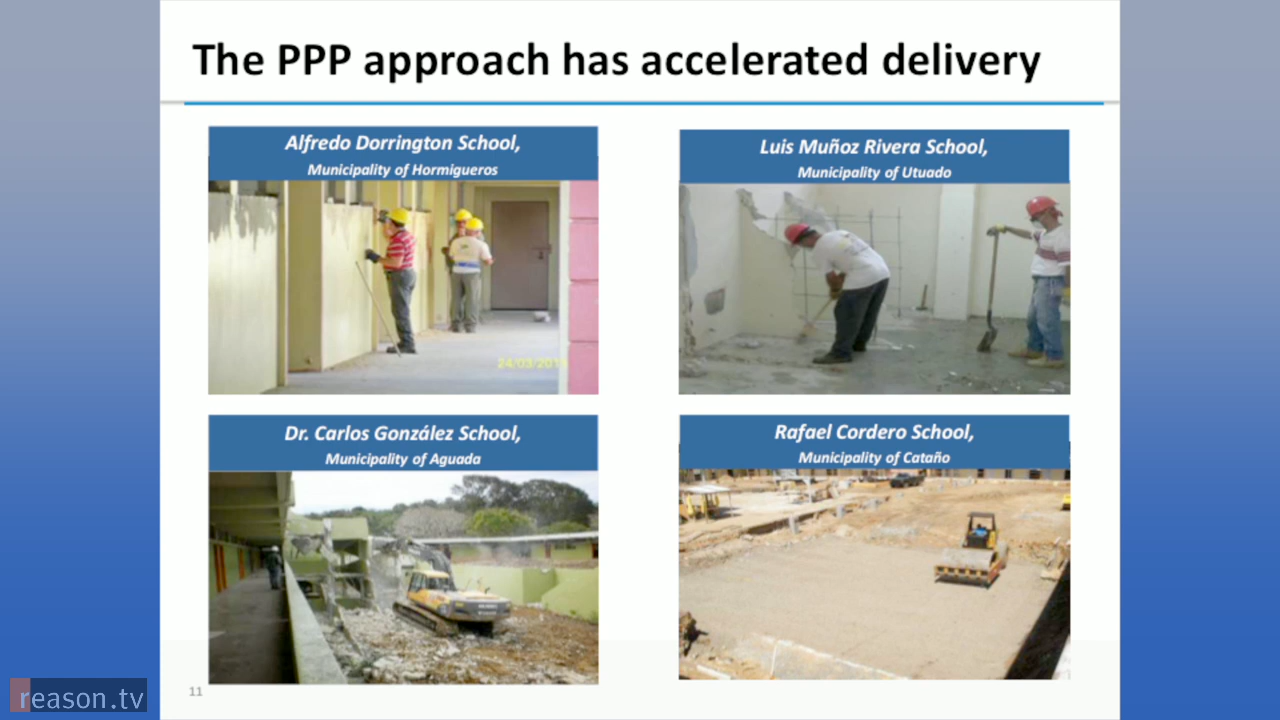 The PPP approach has accelerated delivery
Alfredo Dorrington School,
Municipality of Hormigueros
Luis Muñoz Rivera School,
Municipality of Utuado
Dr. Carlos González School,
Municipality of Aguada
Rafael Cordero School,
Municipality of Cataño
11
reason.tv